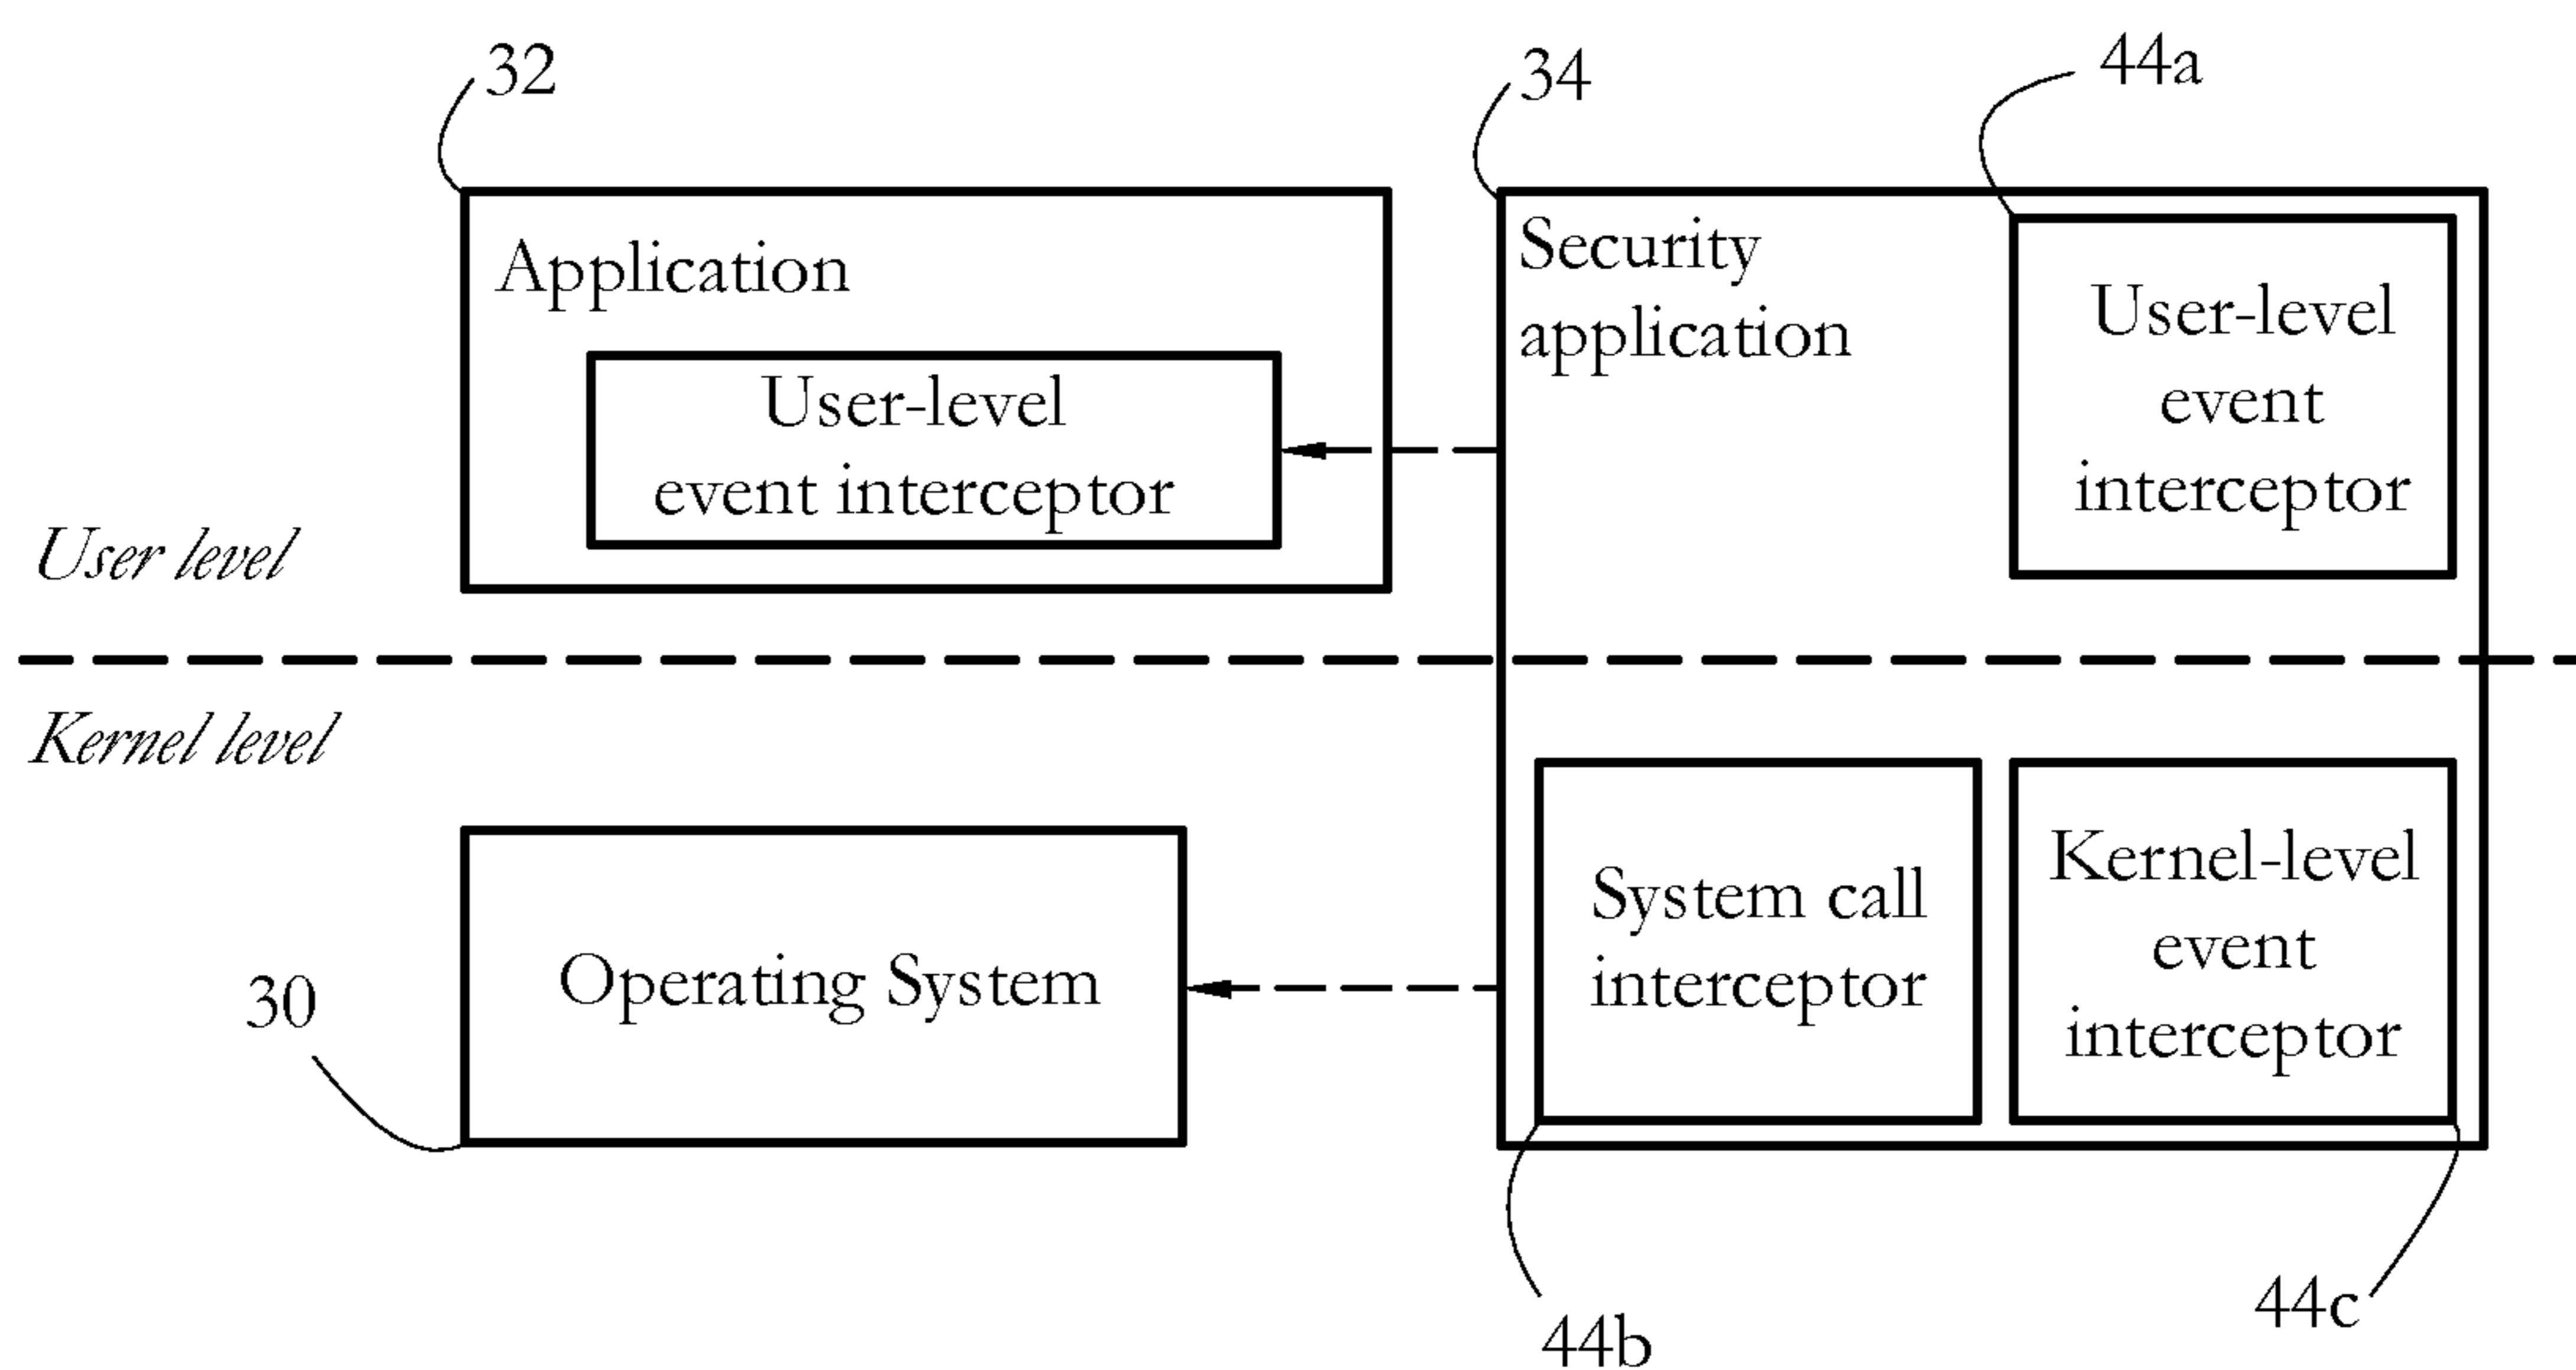 32
34
44a
Application
User-level
event interceptor
Security
application
User-level
event
interceptor
User level
Kernel level
Operating System
30
System call
interceptor
Kernel-level
event
interceptor
44b
44c